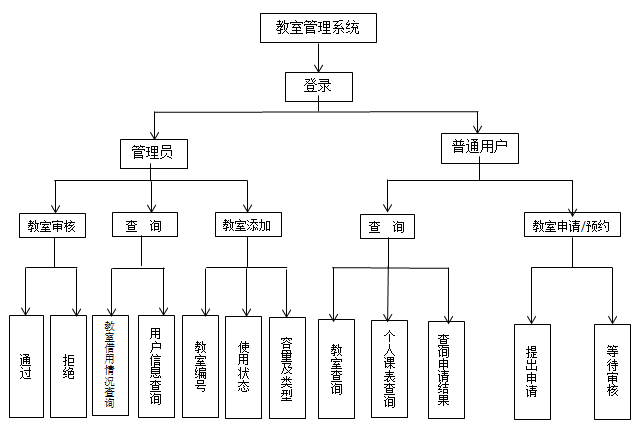 教室管理系统
登录
管理员
普通用户
教室审核
查 询
教室添加
查 询
教室申请/预约
通过
拒绝
教室借用情况查询
用户信息查询
教室编号
使用状态
容量及类型
教室查询
个人课表查询
查询申请结果
提出申请
等待审核